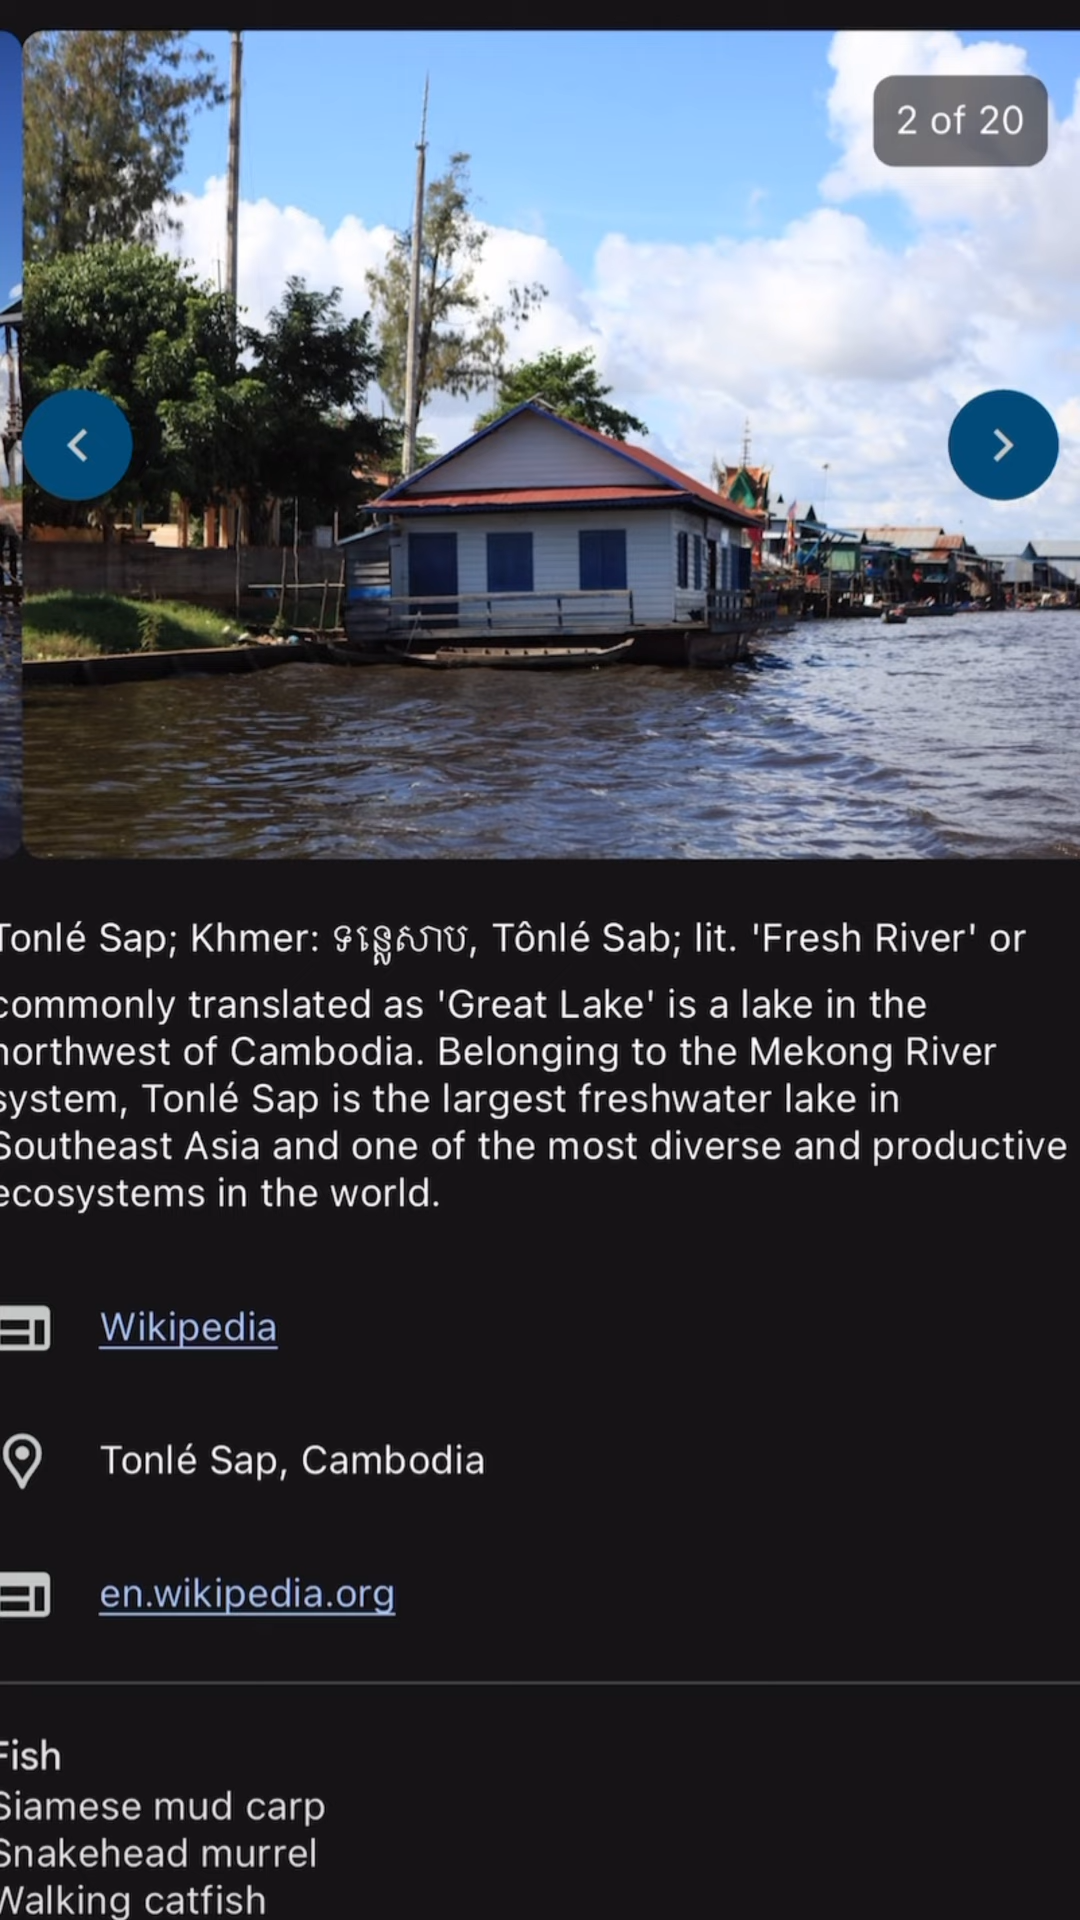 2 of 20
Tonlé Sap; Khmer: ទន្លេសាប, Tônlé Sab; lit. 'Fresh River' or
commonly translated as 'Great Lake' is a lake in the
northwest of Cambodia. Belonging to the Mekong River
system, Tonlé Sap is the largest freshwater lake in
Southeast Asia and one of the most diverse and productive
ecosystems in the world.
Wikipedia
Tonlé Sap, Cambodia
en.wikipedia.org
Fish
Siamese mud carp
Snakehead murrel
Walking catfish